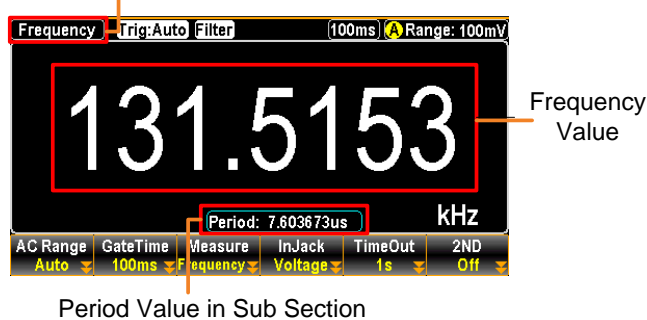 Frequency Trig:Auto Filter 100ms A Range: 100mV
131.5153
Frequency
Value
Period: 7.603673us kHz
AC Range GateTime Measure InJack TimeOut 2ND
Auto 100ms Frequency Voltage 1s Off
Period Value in Sub Section